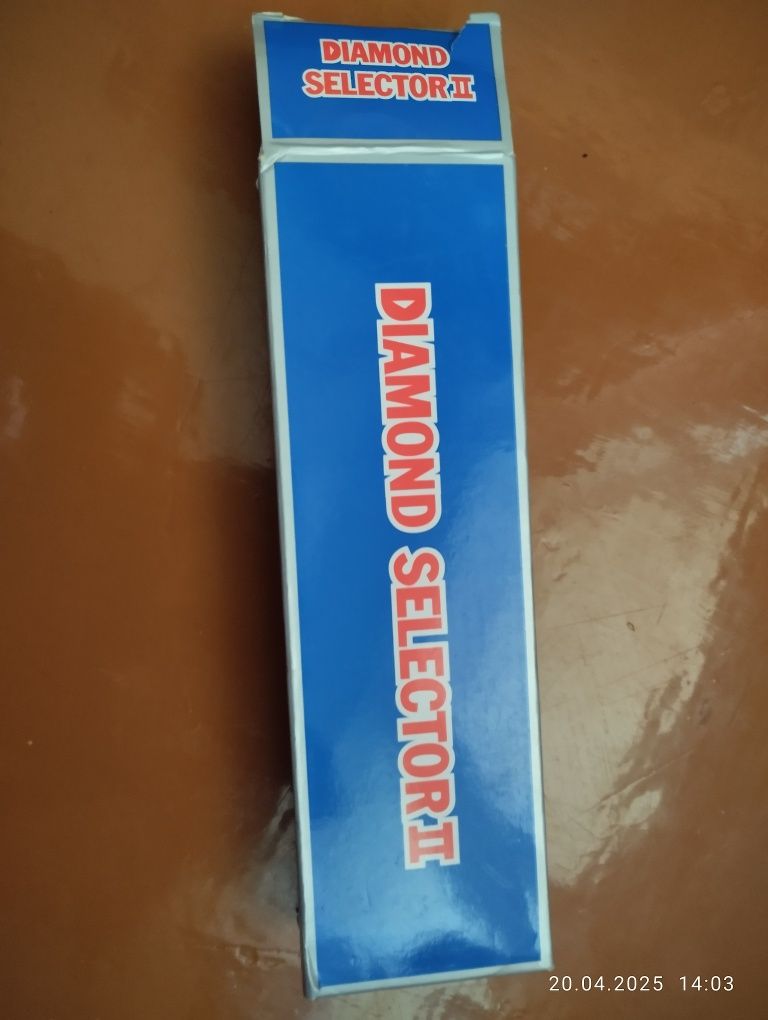 DIAMOND
SELECTOR II
DIAMOND SELECTOR II
20.04.2025 14:03